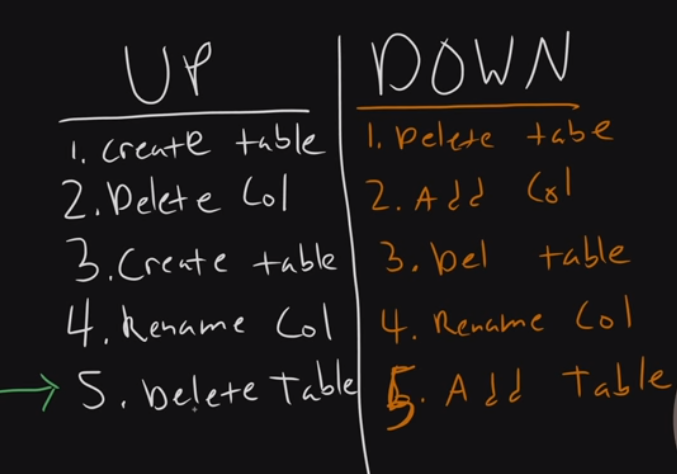 UP
1. Create table
2. Delete Col
3. Create table
4. Rename Col
5. Delete Table
DOWN
1. Delete tabe
2. Add Col
3. Del table
4. Rename Col
5. Add Table